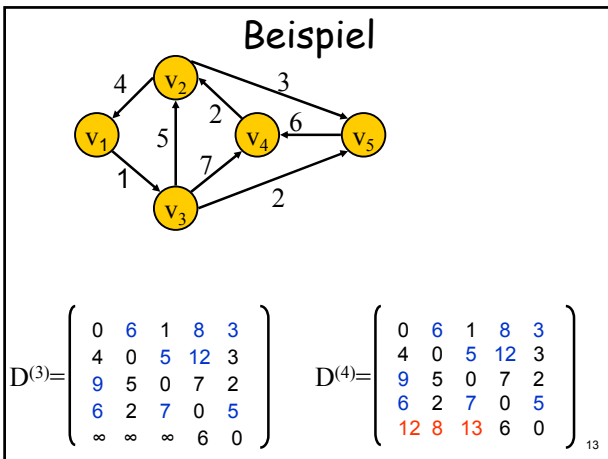 Beispiel
4
v2
3
v1
5
2
v4
6
v5
1
7
v3
2
D(3)=
0 6 1 8 3
4 0 5 12 3
9 5 0 7 2
6 2 7 0 5
∞ ∞ ∞ 6 0
D(4)=
0 6 1 8 3
4 0 5 12 3
9 5 0 7 2
6 2 7 0 5
12 8 13 6 0
13